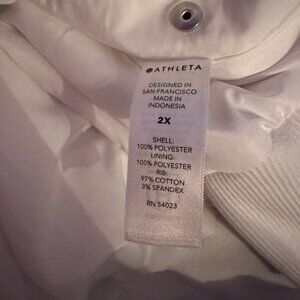 ATHLETA
DESIGNED IN
SAN FRANCISCO
MADE IN
INDONESIA
2X
SHELL:
100% POLYESTER
LINING:
100% POLYESTER
RIB:
97% COTTON
3% SPANDEX
RN 54023